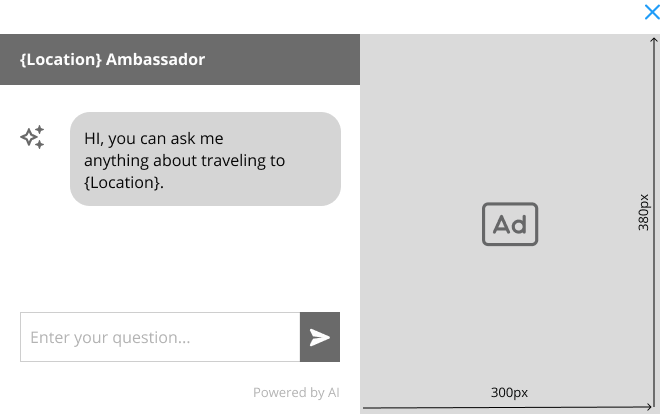 {Location} Ambassador
HI, you can ask me
anything about traveling to
{Location}.
Enter your question...
Powered by AI
Ad
380px
300px